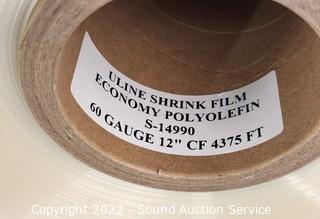 ULINE SHRINK FILM
ECONOMY POLYOLEFIN
S-14990
60 GAUGE 12" CF 4375 FT
Copyright 2022 - Sound Auction Service